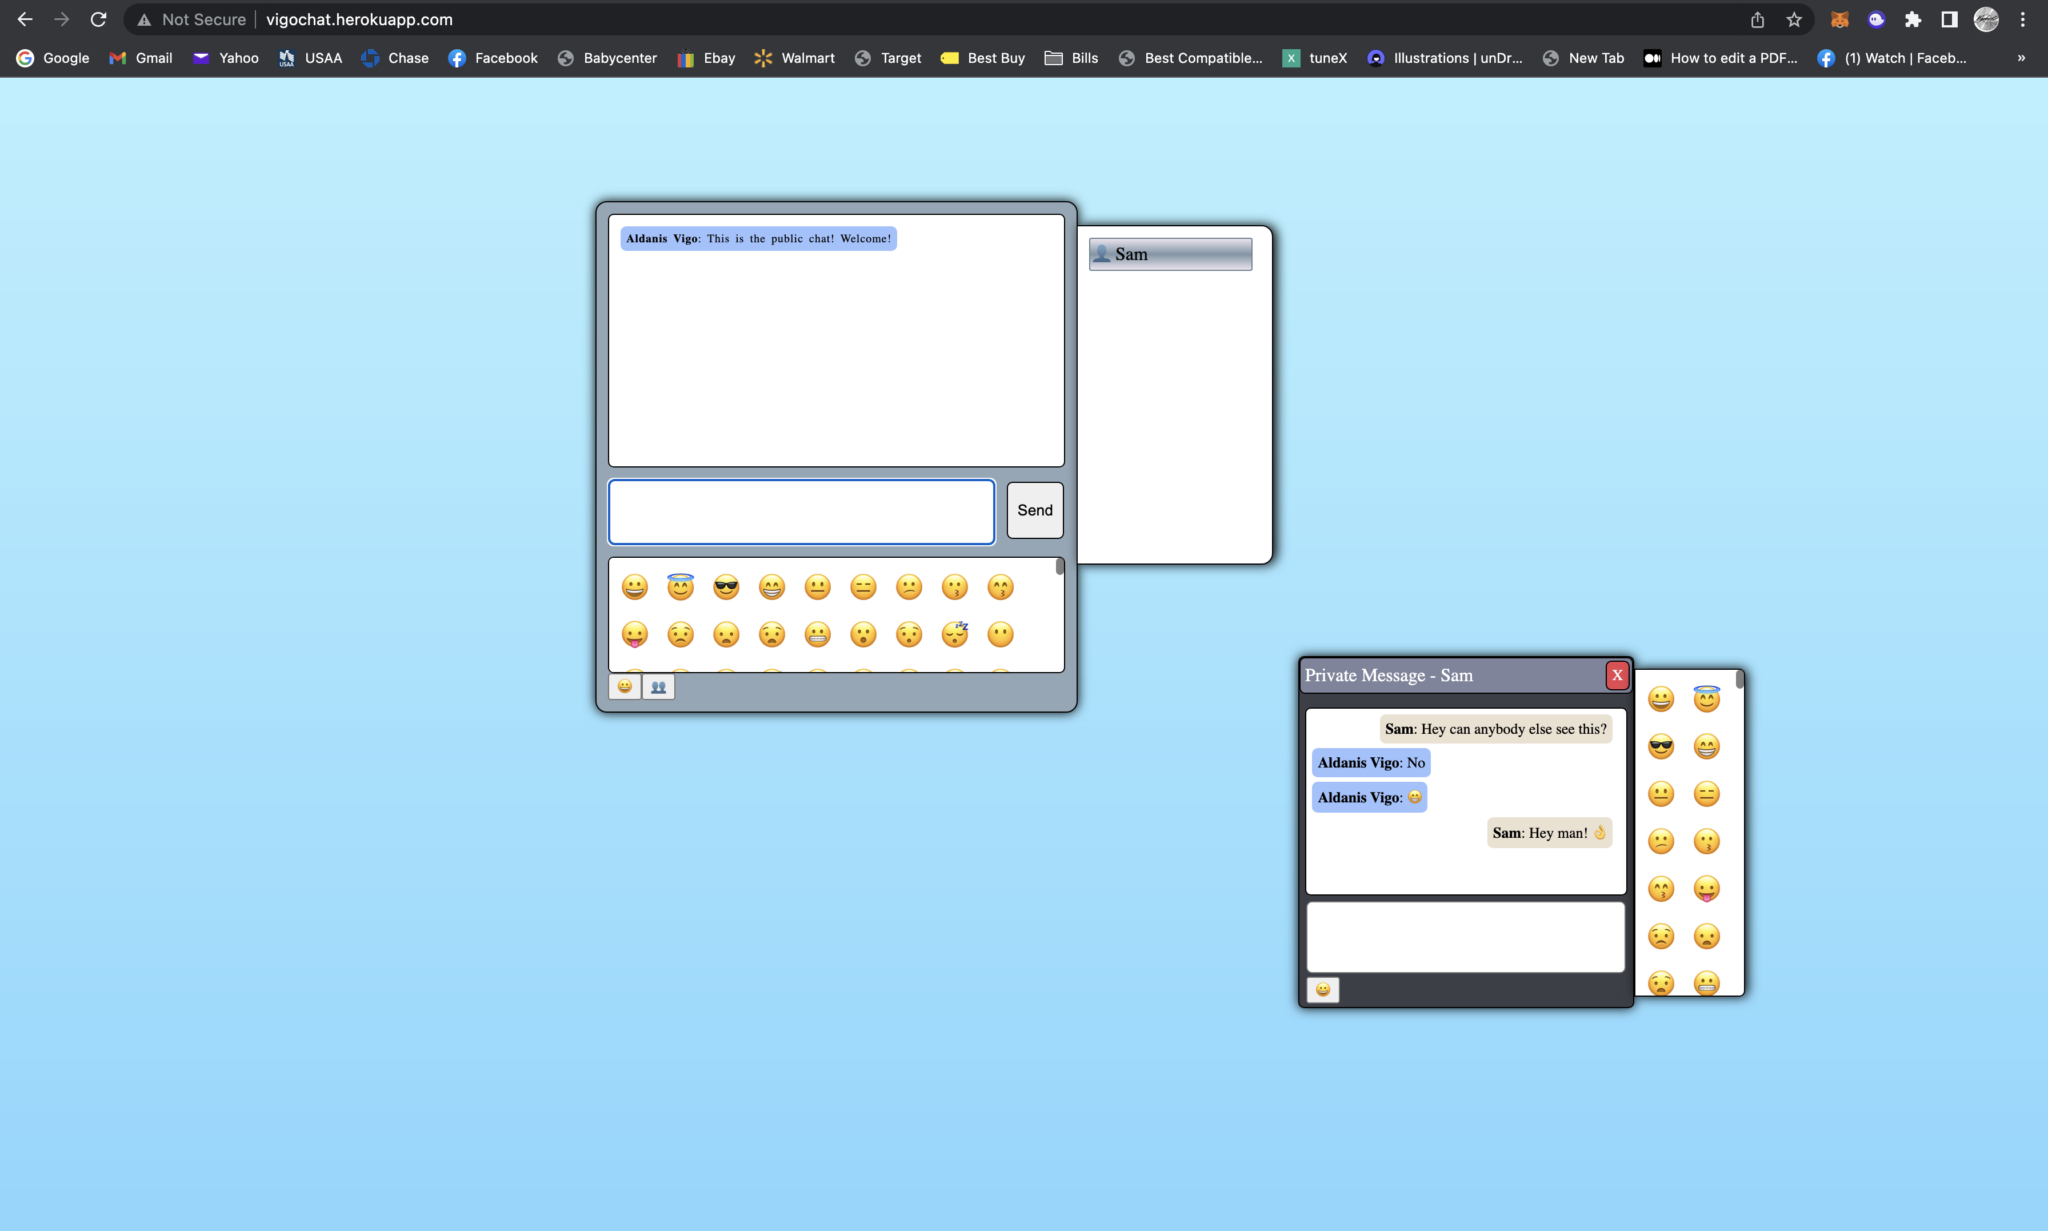 Not Secure | vigochat.herokuapp.com
Google Gmail Yahoo USAA Chase Facebook Babycenter Ebay Walmart Target Best Buy Bills Best Compatible... tuneX Illustrations | unDr... New Tab How to edit a PDF... (1) Watch | Faceb... »
Aldanis Vigo: This is the public chat! Welcome!
Sam
Send
Private Message - Sam
X
Sam: Hey can anybody else see this?
Aldanis Vigo: No
Aldanis Vigo: 😁
Sam: Hey man! 👌